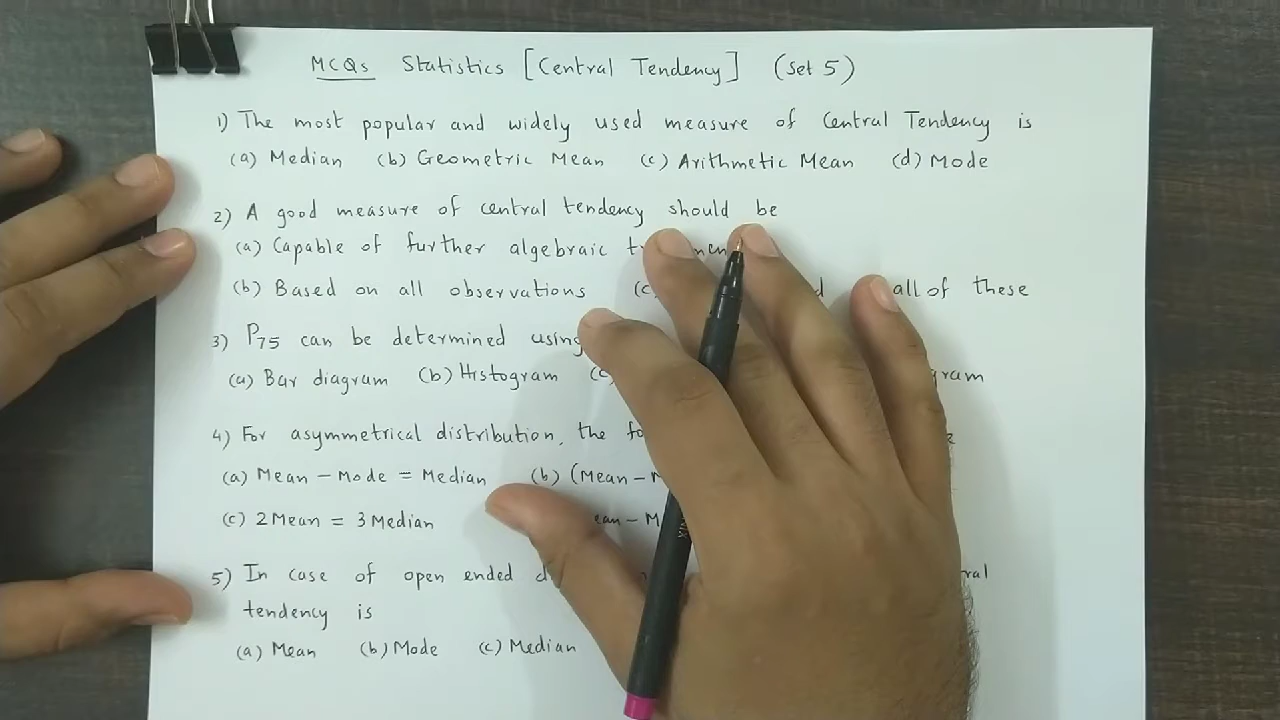 MCQs Statistics [Central Tendency] (Set 5)
1) The most popular and widely used measure of Central Tendency is
(a) Median (b) Geometric Mean (c) Arithmetic Mean (d) Mode
2) A good measure of central tendency should be
(a) Capable of further algebraic
(b) Based on all observations (c) all of these
3) P75 can be determined using
(a) Bar diagram (b) Histogram (c)
4) For asymmetrical distribution, the
(a) Mean - Mode = Median (b) (Mean -
(c) 2 Mean = 3 Median
5) In case of open ended
tendency is
(a) Mean (b) Mode (c) Median